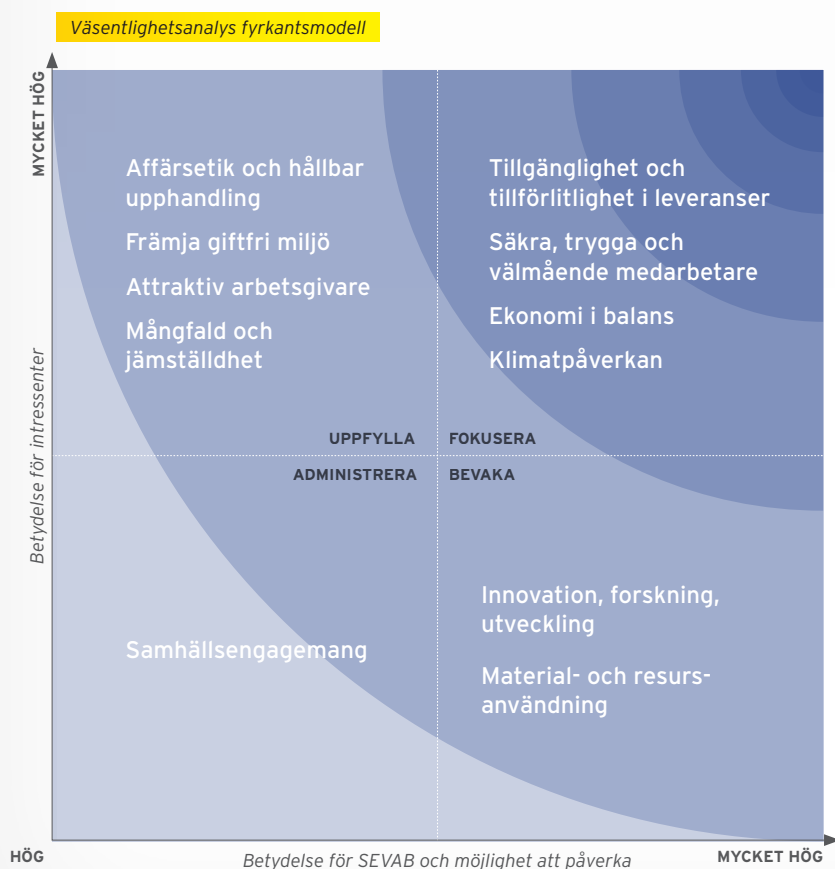 Väsentlighetsanalys fyrkantsmodell
MYCKET HÖG
Betydelse för intressenter
Affärsetik och hållbar
upphandling
Främja giftfri miljö
Attraktiv arbetsgivare
Mångfald och
jämställdhet
Tillgänglighet och
tillförlitlighet i leveranser
Säkra, trygga och
välmående medarbetare
Ekonomi i balans
Klimatpåverkan
UPPFYLLA
FOKUSERA
ADMINISTRERA
BEVAKA
Samhällsengagemang
Innovation, forskning,
utveckling
Material- och resurs-
användning
HÖG
Betydelse för SEVAB och möjlighet att påverka
MYCKET HÖG